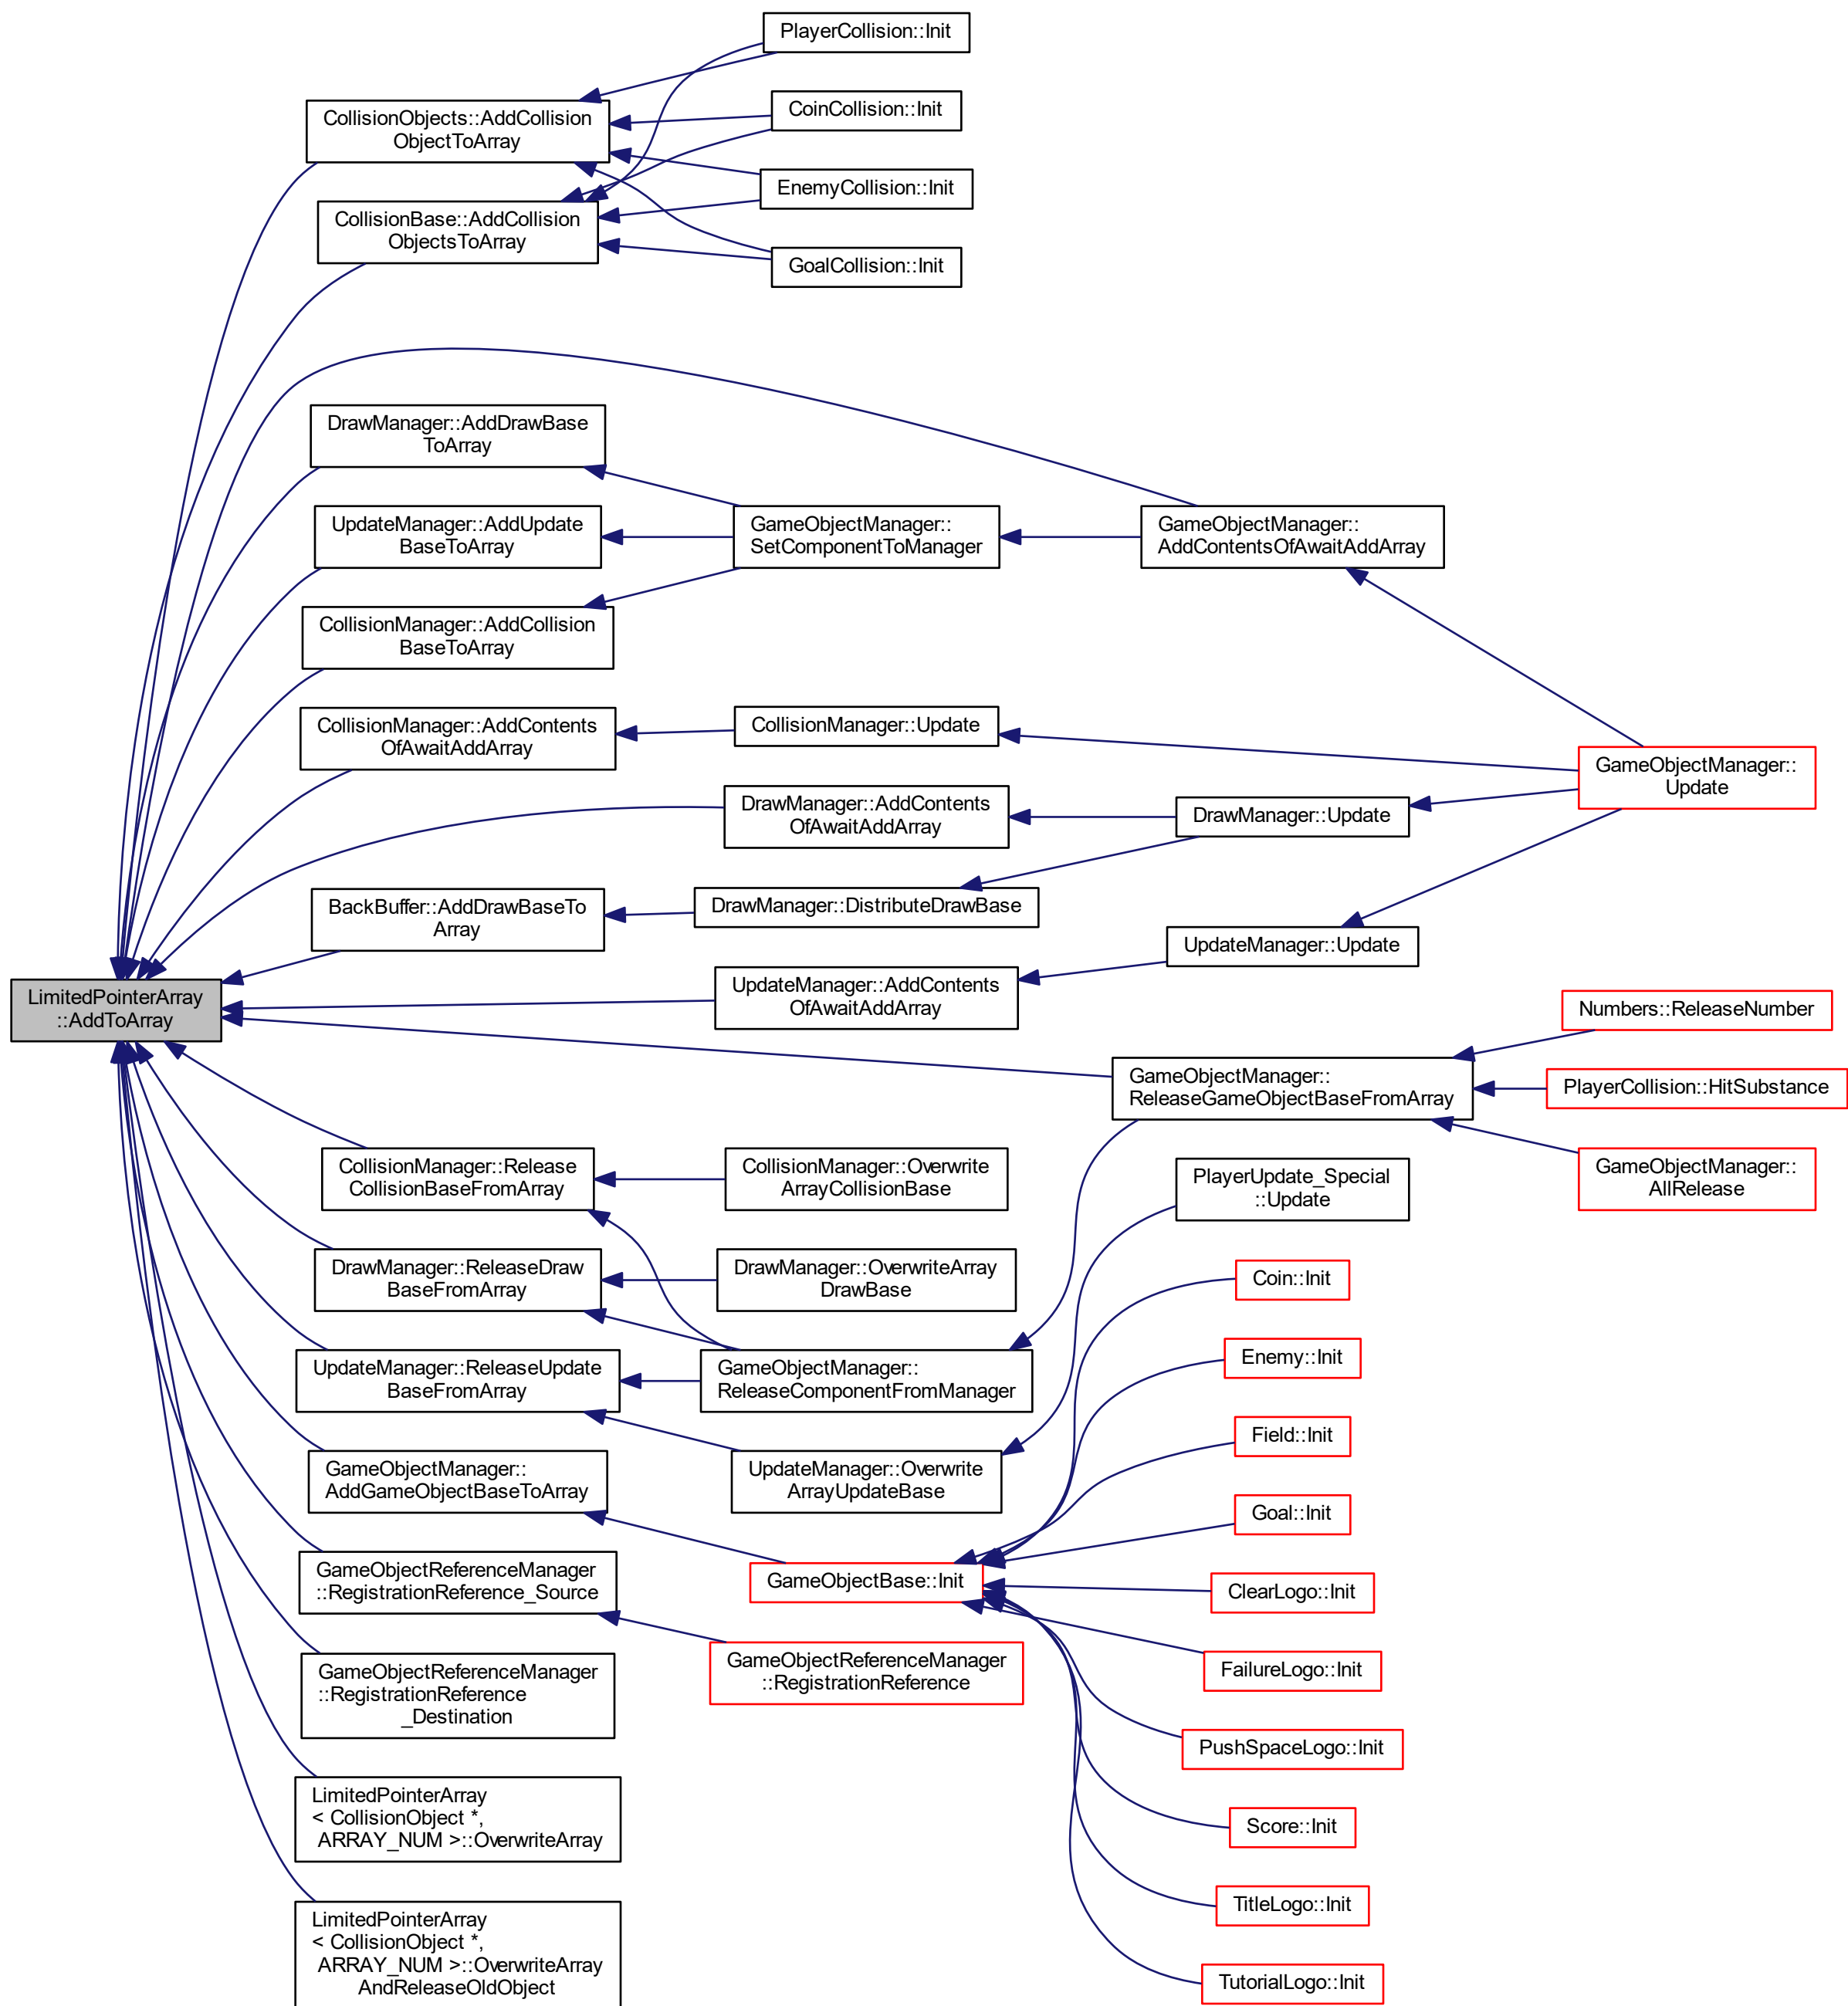 PlayerCollision::Init
CollisionObjects::AddCollision
ObjectToArray
CoinCollision::Init
EnemyCollision::Init
CollisionBase::AddCollision
ObjectsToArray
GoalCollision::Init
DrawManager::AddDrawBase
ToArray
UpdateManager::AddUpdate
BaseToArray
GameObjectManager::
SetComponentToManager
GameObjectManager::
AddContentsOfAwaitAddArray
CollisionManager::AddCollision
BaseToArray
CollisionManager::AddContents
OfAwaitAddArray
CollisionManager::Update
GameObjectManager::
Update
DrawManager::AddContents
OfAwaitAddArray
DrawManager::Update
BackBuffer::AddDrawBaseTo
Array
DrawManager::DistributeDrawBase
UpdateManager::Update
LimitedPointerArray
::AddToArray
UpdateManager::AddContents
OfAwaitAddArray
Numbers::ReleaseNumber
GameObjectManager::
ReleaseGameObjectBaseFromArray
PlayerCollision::HitSubstance
GameObjectManager::
AllRelease
CollisionManager::Release
CollisionBaseFromArray
CollisionManager::Overwrite
ArrayCollisionBase
PlayerUpdate_Special
::Update
DrawManager::ReleaseDraw
BaseFromArray
DrawManager::OverwriteArray
DrawBase
Coin::Init
UpdateManager::ReleaseUpdate
BaseFromArray
GameObjectManager::
ReleaseComponentFromManager
Enemy::Init
Field::Init
GameObjectManager::
AddGameObjectBaseToArray
UpdateManager::Overwrite
ArrayUpdateBase
Goal::Init
GameObjectReferenceManager
::RegistrationReference_Source
GameObjectBase::Init
ClearLogo::Init
GameObjectReferenceManager
::RegistrationReference
FailureLogo::Init
GameObjectReferenceManager
::RegistrationReference
_Destination
PushSpaceLogo::Init
LimitedPointerArray
< CollisionObject *,
ARRAY_NUM >::OverwriteArray
Score::Init
TitleLogo::Init
LimitedPointerArray
< CollisionObject *,
ARRAY_NUM >::OverwriteArray
AndReleaseOldObject
TutorialLogo::Init